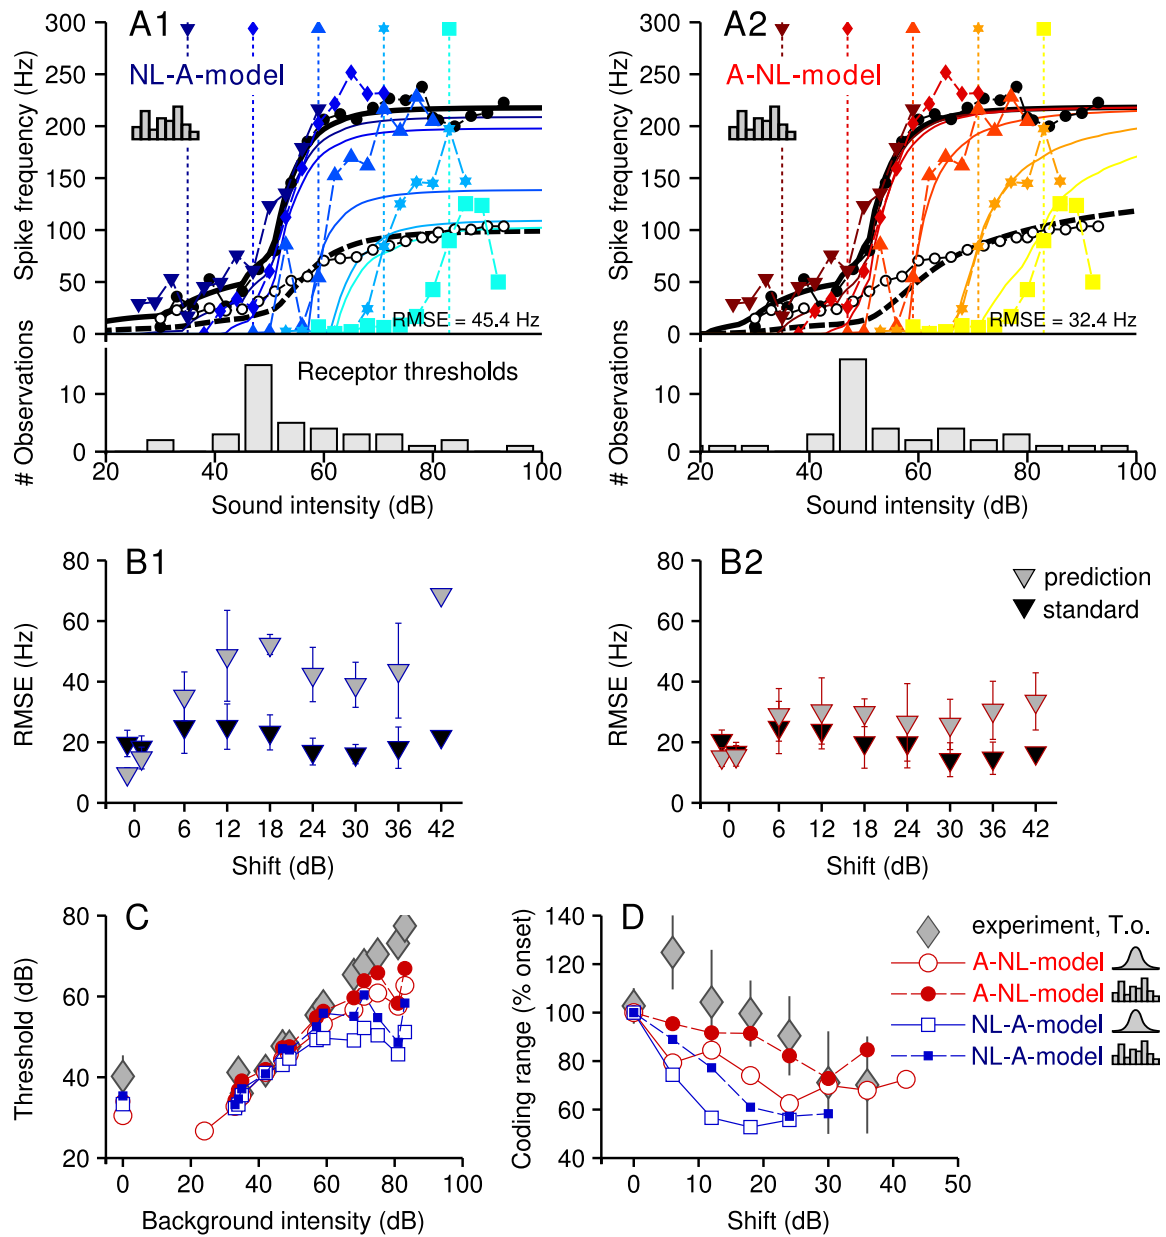 A1
NL-A-model
Spike frequency (Hz)
300
250
200
150
100
50
0
RMSE = 45.4 Hz
# Observations
10
0
Receptor thresholds
20 40 60 80 100
Sound intensity (dB)
A2
A-NL-model
Spike frequency (Hz)
300
250
200
150
100
50
0
RMSE = 32.4 Hz
# Observations
10
0
20 40 60 80 100
Sound intensity (dB)
B1
RMSE (Hz)
80
60
40
20
0
0 6 12 18 24 30 36 42
Shift (dB)
B2
prediction
standard
RMSE (Hz)
80
60
40
20
0
0 6 12 18 24 30 36 42
Shift (dB)
C
Threshold (dB)
80
60
40
20
0 20 40 60 80 100
Background intensity (dB)
D
Coding range (% onset)
140
120
100
80
60
40
0 10 20 30 40 50
Shift (dB)
experiment, T.o.
A-NL-model
A-NL-model
NL-A-model
NL-A-model